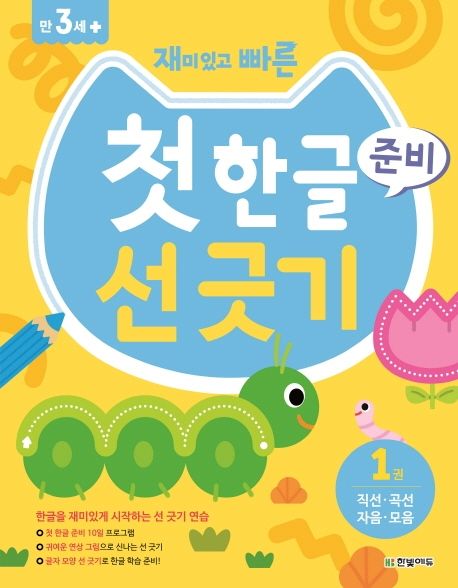 만 3세+
재미있고 빠른
첫 한글
준비
선 긋기
1권
직선·곡선
자음·모음
한글을 재미있게 시작하는 선 긋기 연습
첫 한글 준비 10일 프로그램
귀여운 연상 그림으로 신나는 선 긋기
글자 모양 선 긋기로 한글 학습 준비!
HB 한빛에듀